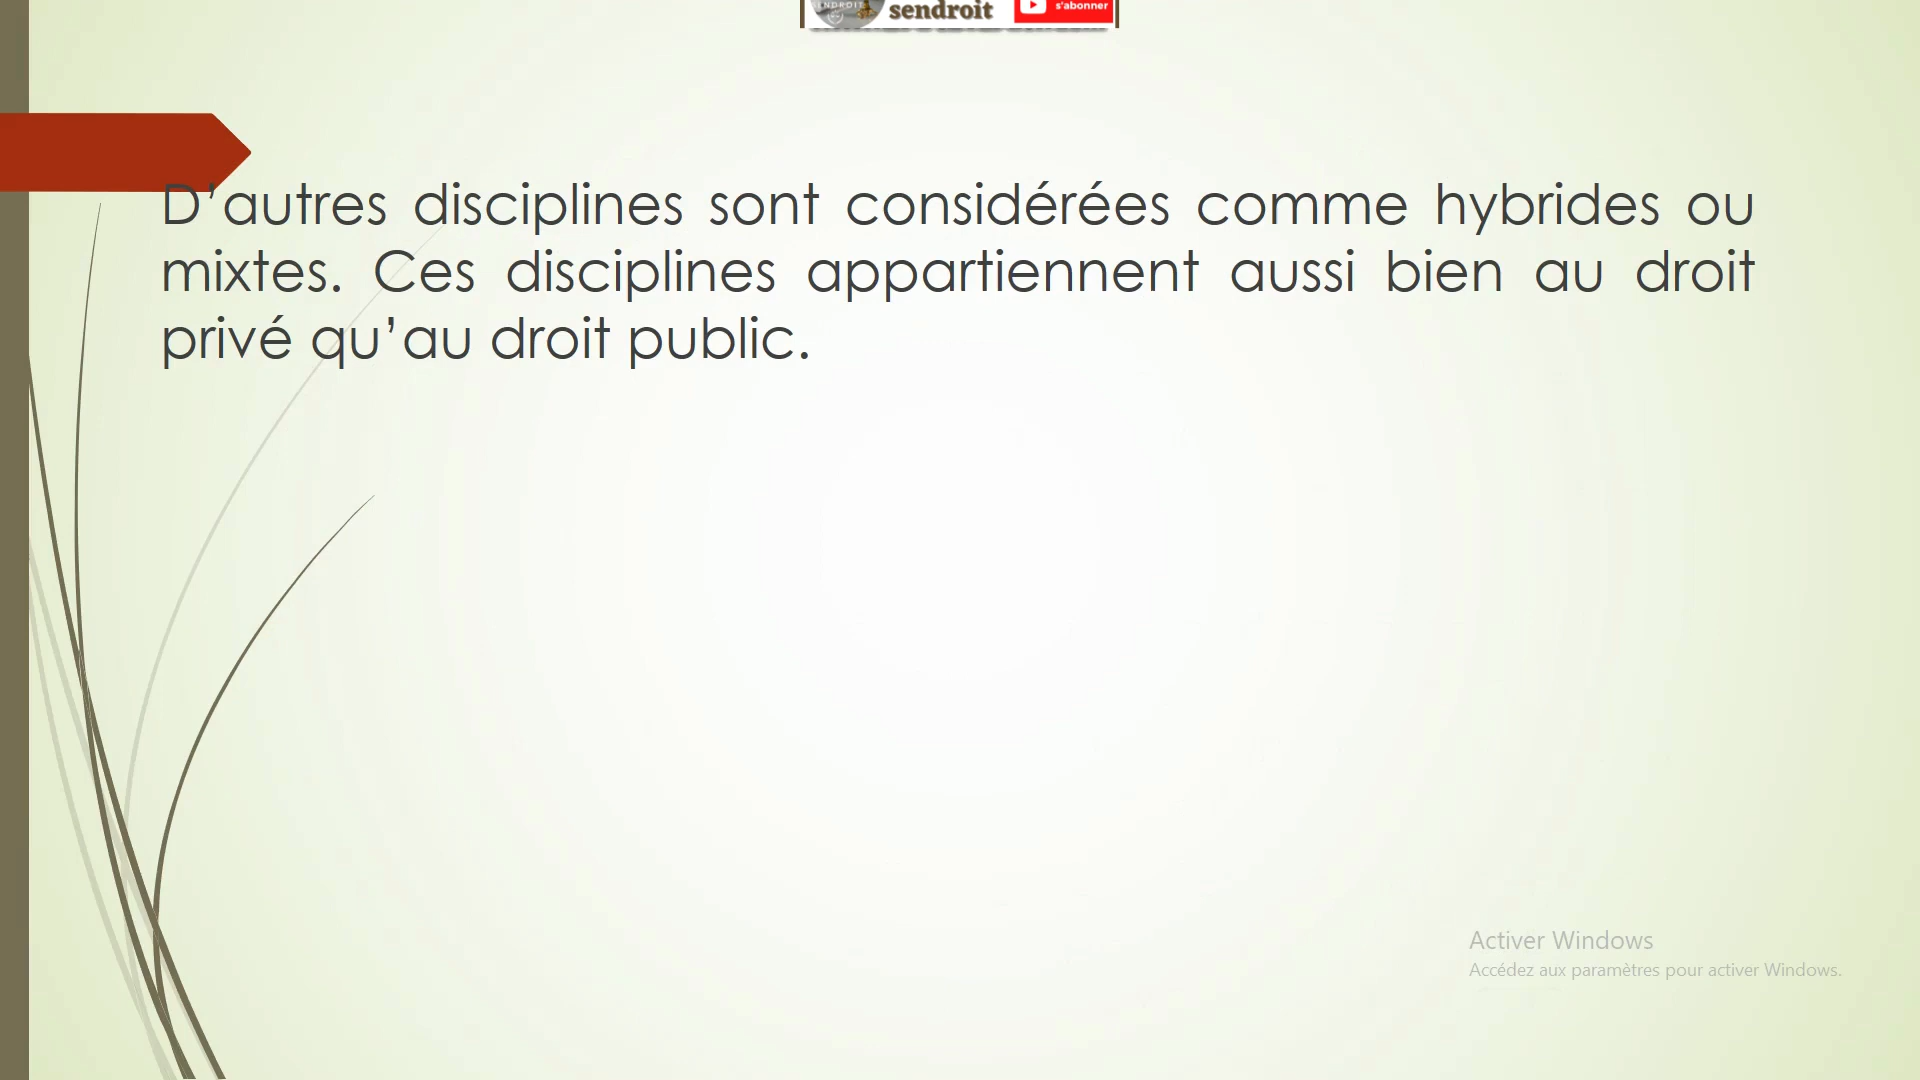 SENDROIT
sendroit
s'abonner
D’autres disciplines sont considérées comme hybrides ou
mixtes. Ces disciplines appartiennent aussi bien au droit
privé qu’au droit public.
Activer Windows
Accédez aux paramètres pour activer Windows.